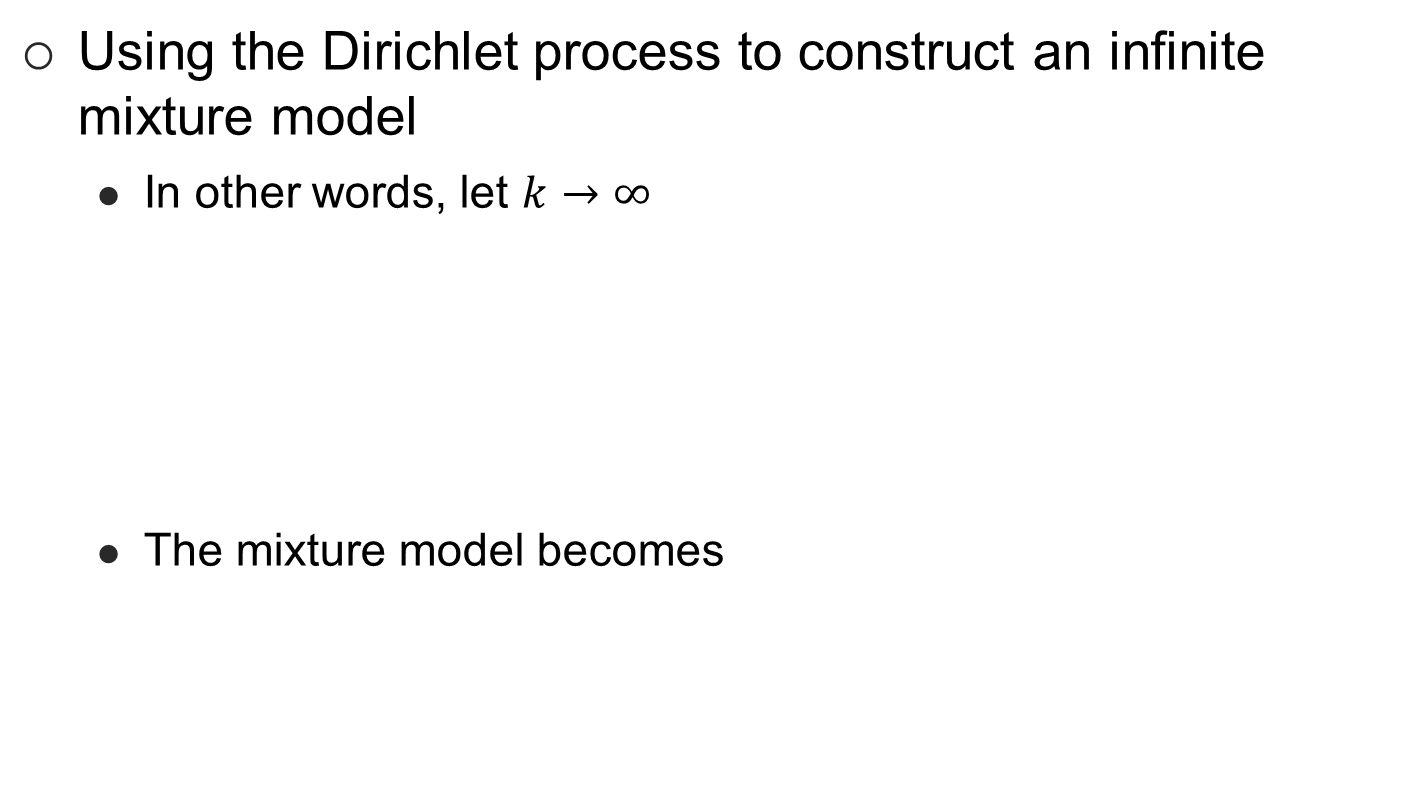 ○ Using the Dirichlet process to construct an infinite
mixture model
● In other words, let 𝑘 → ∞
● The mixture model becomes